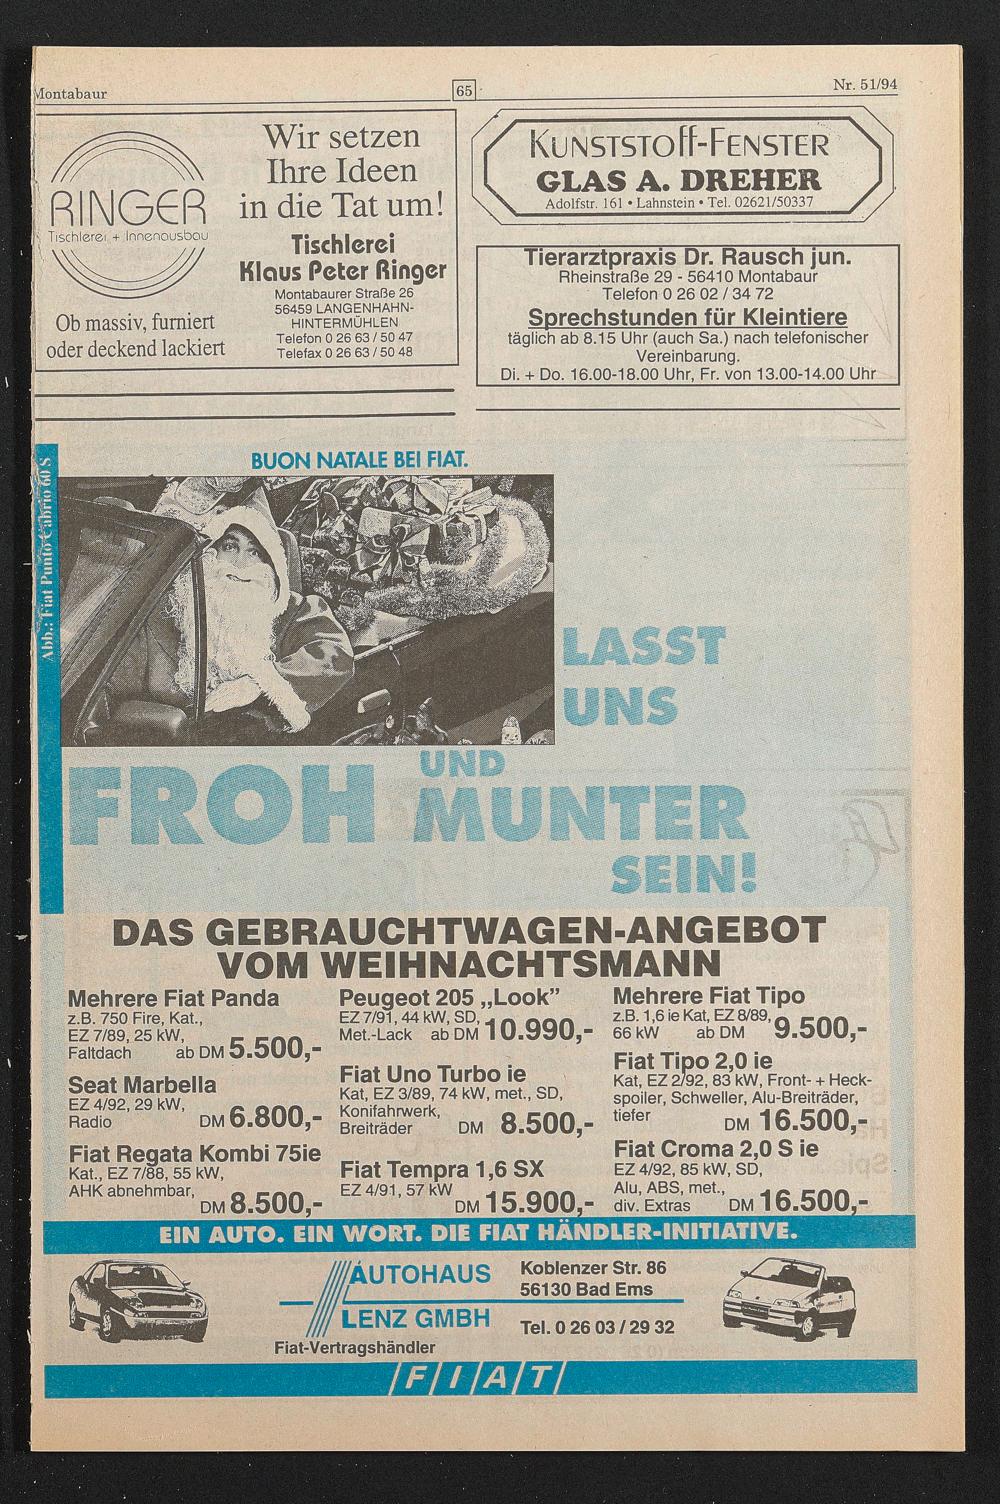 Montabaur
65
Nr. 51/94
RINGER
Tischlerei + Innenausbau
Ob massiv, furniert
oder deckend lackiert
Wir setzen
Ihre Ideen
in die Tat um!
Tischlerei
Klaus Peter Ringer
Montabaurer Straße 26
56459 LANGENHAHN-
HINTERMÜHLEN
Telefon 0 26 63 / 50 47
Telefax 0 26 63 / 50 48
KUNSTSTOFF-FENSTER
GLAS A. DREHER
Adolfstr. 161 • Lahnstein • Tel. 02621/50337
Tierarztpraxis Dr. Rausch jun.
Rheinstraße 29 - 56410 Montabaur
Telefon 0 26 02 / 34 72
Sprechstunden für Kleintiere
täglich ab 8.15 Uhr (auch Sa.) nach telefonischer
Vereinbarung.
Di. + Do. 16.00-18.00 Uhr, Fr. von 13.00-14.00 Uhr
Abb.: Fiat Punto Cabrio 60 S
BUON NATALE BEI FIAT.
LASST
UNS
FROH UND
MUNTER
SEIN!
DAS GEBRAUCHTWAGEN-ANGEBOT
VOM WEIHNACHTSMANN
Mehrere Fiat Panda
z.B. 750 Fire, Kat.,
EZ 7/89, 25 kW,
Faltdach ab DM 5.500,-
Seat Marbella
EZ 4/92, 29 kW,
Radio DM 6.800,-
Fiat Regata Kombi 75ie
Kat., EZ 7/88, 55 kW,
AHK abnehmbar,
DM 8.500,-
Peugeot 205 „Look”
EZ 7/91, 44 kW, SD,
Met.-Lack ab DM 10.990,-
Fiat Uno Turbo ie
Kat, EZ 3/89, 74 kW, met., SD,
Konifahrwerk,
Breiträder DM 8.500,-
Fiat Tempra 1,6 SX
EZ 4/91, 57 kW
DM 15.900,-
Mehrere Fiat Tipo
z.B. 1,6 ie Kat, EZ 8/89,
66 kW ab DM 9.500,-
Fiat Tipo 2,0 ie
Kat, EZ 2/92, 83 kW, Front- + Heck-
spoiler, Schweller, Alu-Breiträder,
tiefer DM 16.500,-
Fiat Croma 2,0 S ie
EZ 4/92, 85 kW, SD,
Alu, ABS, met.,
div. Extras DM 16.500,-
EIN AUTO. EIN WORT. DIE FIAT HÄNDLER-INITIATIVE.
AUTOHAUS
LENZ GMBH
Fiat-Vertragshändler
Koblenzer Str. 86
56130 Bad Ems
Tel. 0 26 03 / 29 32
FIAT